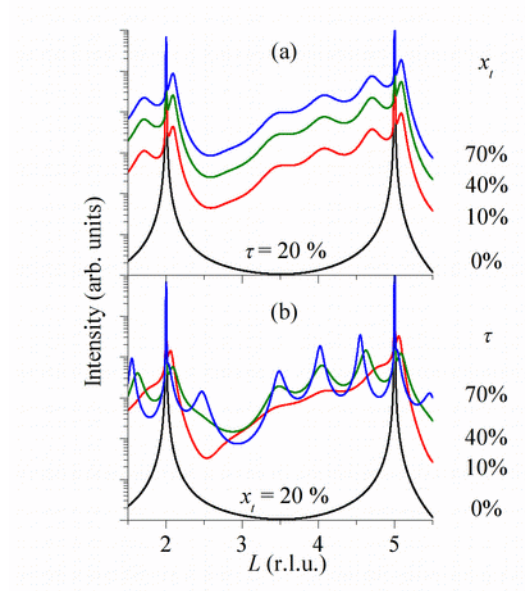 (a)
x_t
70%
40%
10%
0%
τ = 20 %
Intensity (arb. units)
(b)
τ
70%
40%
10%
0%
x_t = 20 %
2 3 4 5
L (r.l.u.)